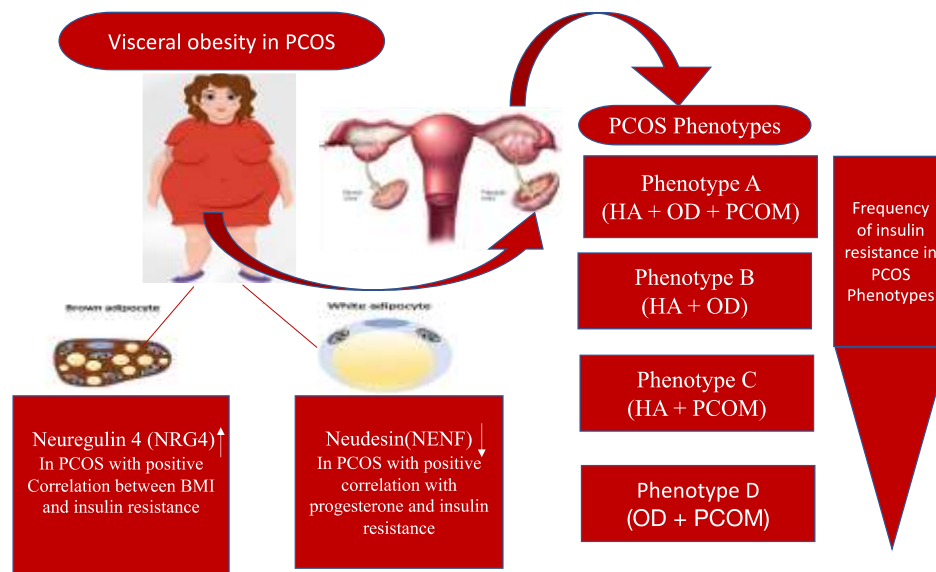 Visceral obesity in PCOS
PCOS Phenotypes
Phenotype A
(HA + OD + PCOM)
Phenotype B
(HA + OD)
Phenotype C
(HA + PCOM)
Phenotype D
(OD + PCOM)
Frequency
of insulin
resistance in
PCOS
Phenotypes
Brown adipocyte
White adipocyte
Neuregulin 4 (NRG4)
In PCOS with positive
Correlation between BMI
and insulin resistance
Neudesin(NENF)
In PCOS with positive
correlation with
progesterone and insulin
resistance